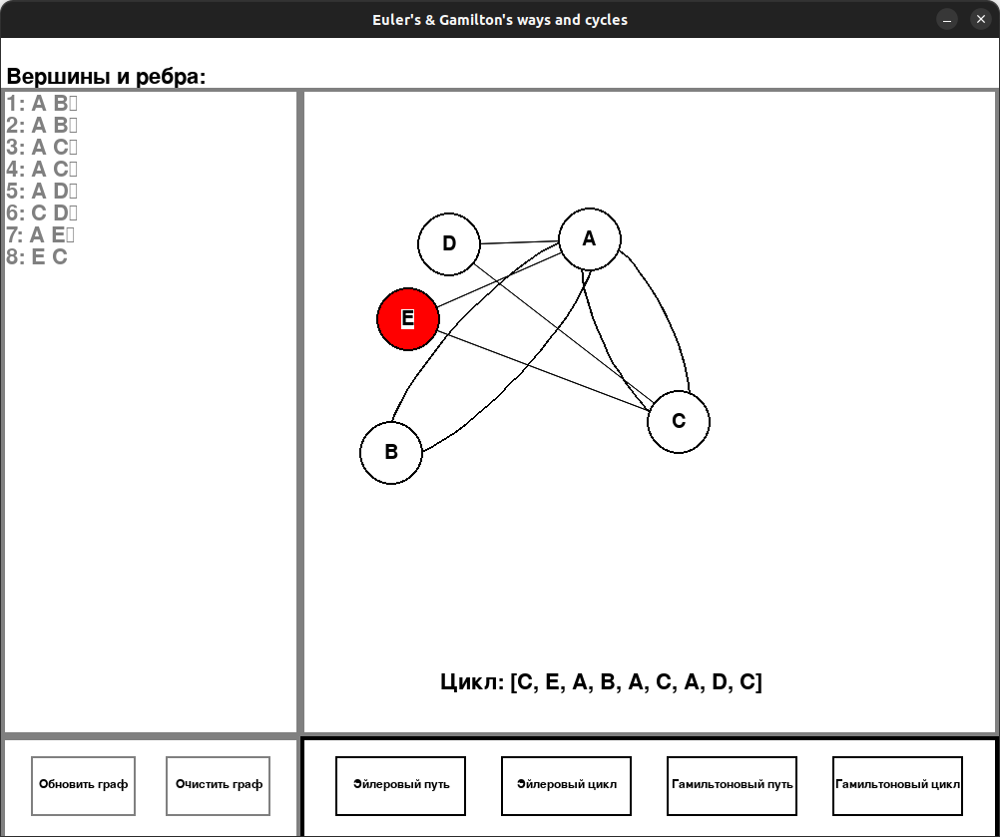 Euler's & Gamilton's ways and cycles
Вершины и ребра:
1: A B▯
2: A B▯
3: A C▯
4: A C▯
5: A D▯
6: C D▯
7: A E▯
8: E C
D
A
E
C
B
Цикл: [C, E, A, B, A, C, A, D, C]
Обновить граф
Очистить граф
Эйлеровый путь
Эйлеровый цикл
Гамильтоновый путь
Гамильтоновый цикл